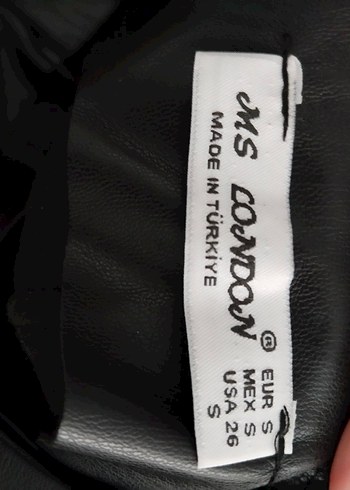 MS LONDON®
MADE IN TÜRKİYE
EUR S
MEX S
USA 26
S